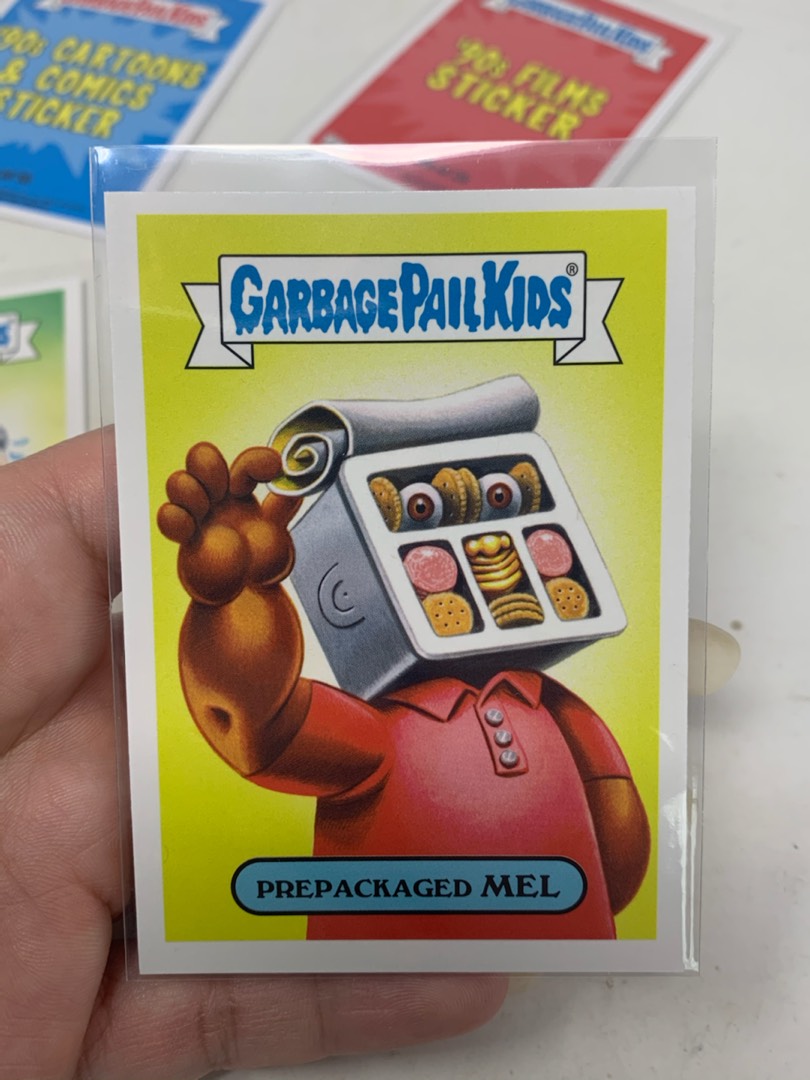 '90s CARTOONS
& COMICS
STICKER
'90s FILMS
STICKER
GARBAGE PAIL KIDS®
PREPACKAGED MEL